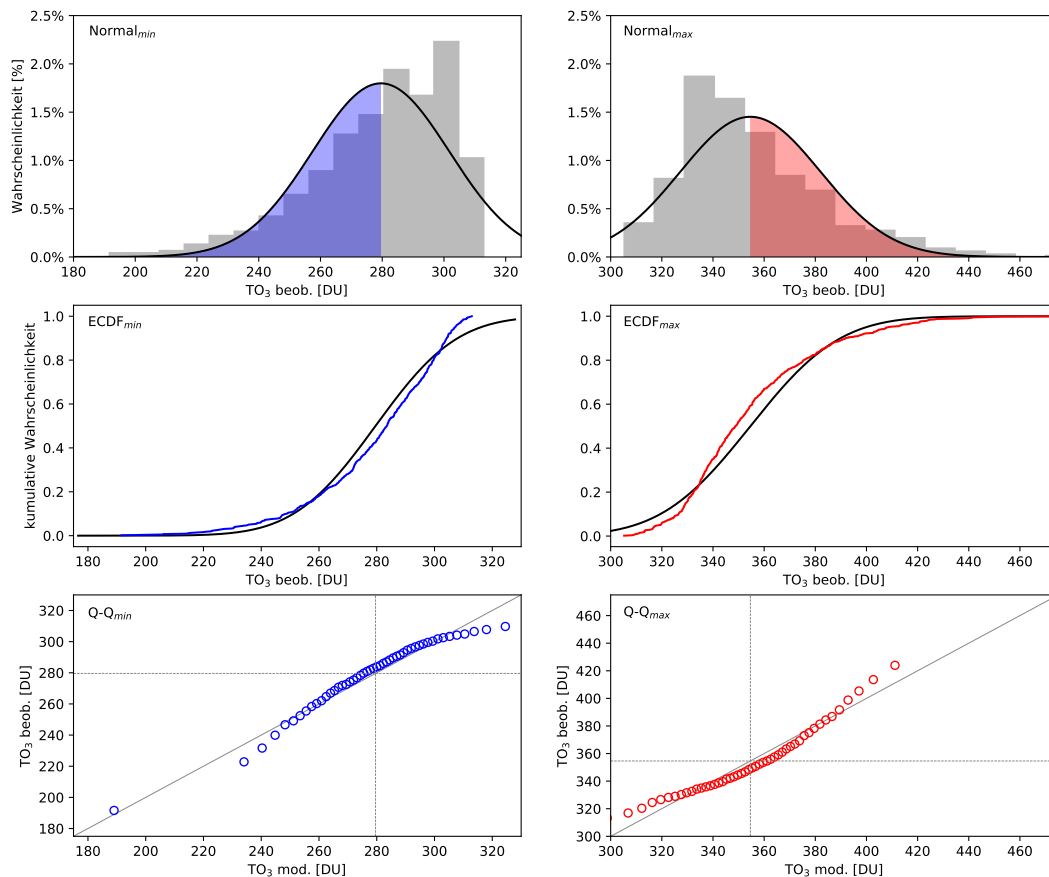 Normal_min
2.5%
2.0%
1.5%
1.0%
0.5%
0.0%
Wahrscheinlichkeit [%]
180 200 220 240 260 280 300 320
TO₃ beob. [DU]
Normal_max
2.5%
2.0%
1.5%
1.0%
0.5%
0.0%
300 320 340 360 380 400 420 440 460
TO₃ beob. [DU]
ECDF_min
1.0
0.8
0.6
0.4
0.2
0.0
kumulative Wahrscheinlichkeit
180 200 220 240 260 280 300 320
TO₃ beob. [DU]
ECDF_max
1.0
0.8
0.6
0.4
0.2
0.0
300 320 340 360 380 400 420 440 460
TO₃ beob. [DU]
Q-Q_min
320
300
280
260
240
220
200
180
TO₃ beob. [DU]
180 200 220 240 260 280 300 320
TO₃ mod. [DU]
Q-Q_max
460
440
420
400
380
360
340
320
300
TO₃ beob. [DU]
300 320 340 360 380 400 420 440 460
TO₃ mod. [DU]